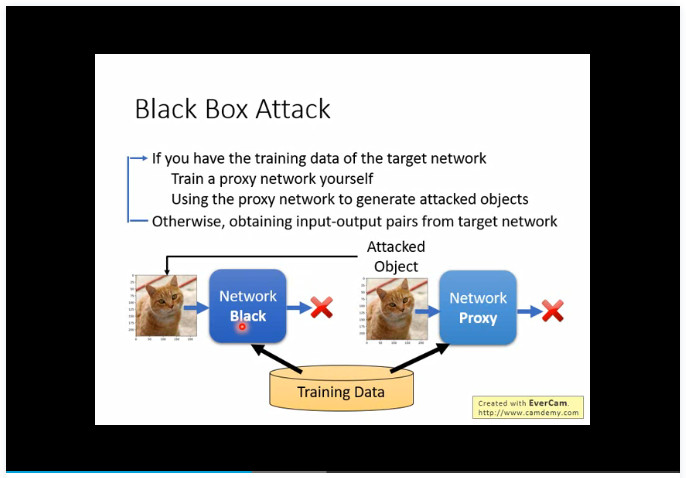 Black Box Attack
If you have the training data of the target network
Train a proxy network yourself
Using the proxy network to generate attacked objects
Otherwise, obtaining input-output pairs from target network
Attacked
Object
Network
Black
Network
Proxy
Training Data
Created with EverCam.
http://www.camdemy.com